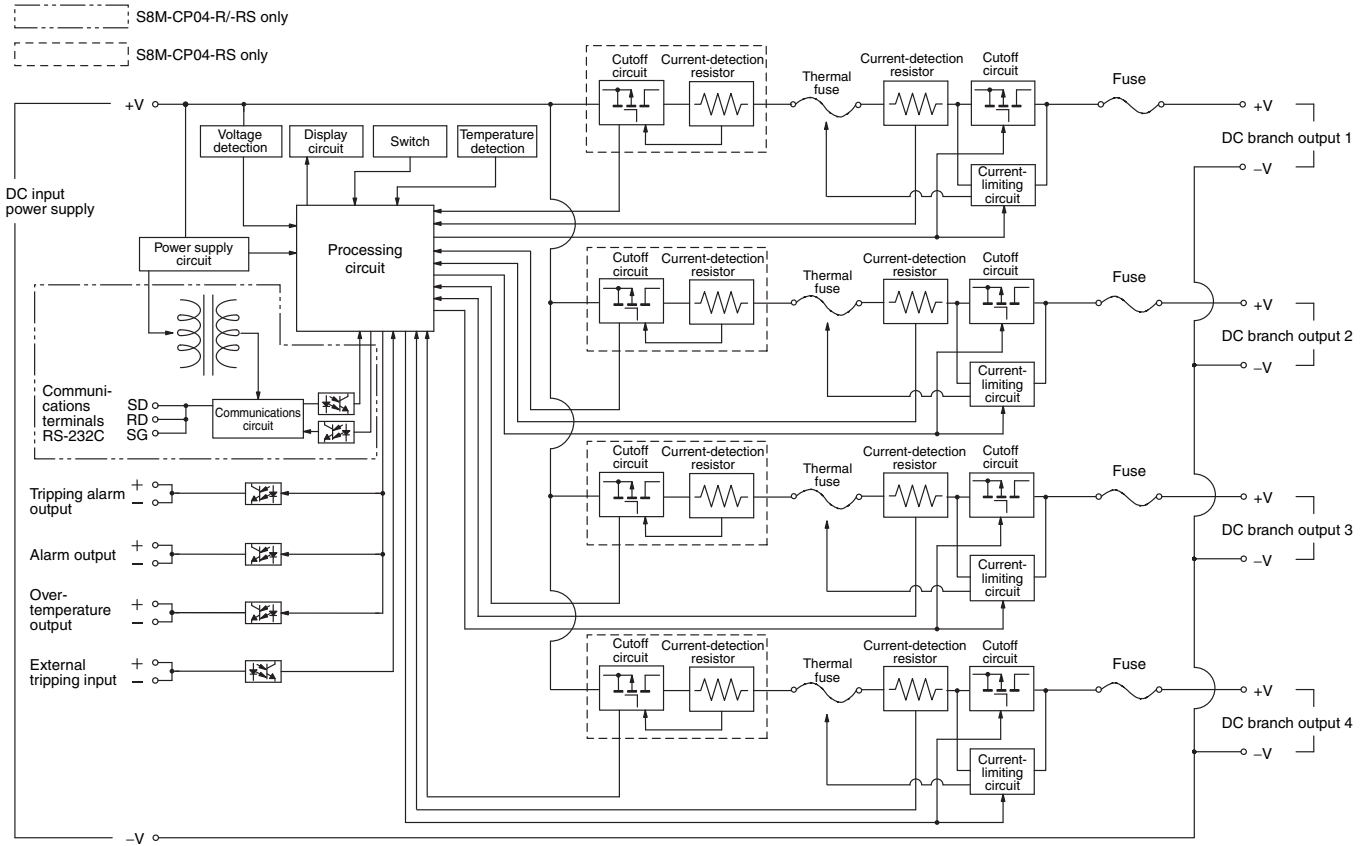 S8M-CP04-R/-RS only
S8M-CP04-RS only
+V
DC input
power supply
Voltage
detection
Display
circuit
Switch
Temperature
detection
Power supply
circuit
Processing
circuit
Communi-
cations
terminals
RS-232C
SD
RD
SG
Communications
circuit
Tripping alarm
output
+
−
Alarm output
+
−
Over-
temperature
output
+
−
External
tripping input
+
−
−V
Cutoff
circuit
Current-detection
resistor
Thermal
fuse
Current-detection
resistor
Cutoff
circuit
Current-
limiting
circuit
Fuse
+V
DC branch output 1
−V
Cutoff
circuit
Current-detection
resistor
Thermal
fuse
Current-detection
resistor
Cutoff
circuit
Current-
limiting
circuit
Fuse
+V
DC branch output 2
−V
Cutoff
circuit
Current-detection
resistor
Thermal
fuse
Current-detection
resistor
Cutoff
circuit
Current-
limiting
circuit
Fuse
+V
DC branch output 3
−V
Cutoff
circuit
Current-detection
resistor
Thermal
fuse
Current-detection
resistor
Cutoff
circuit
Current-
limiting
circuit
Fuse
+V
DC branch output 4
−V